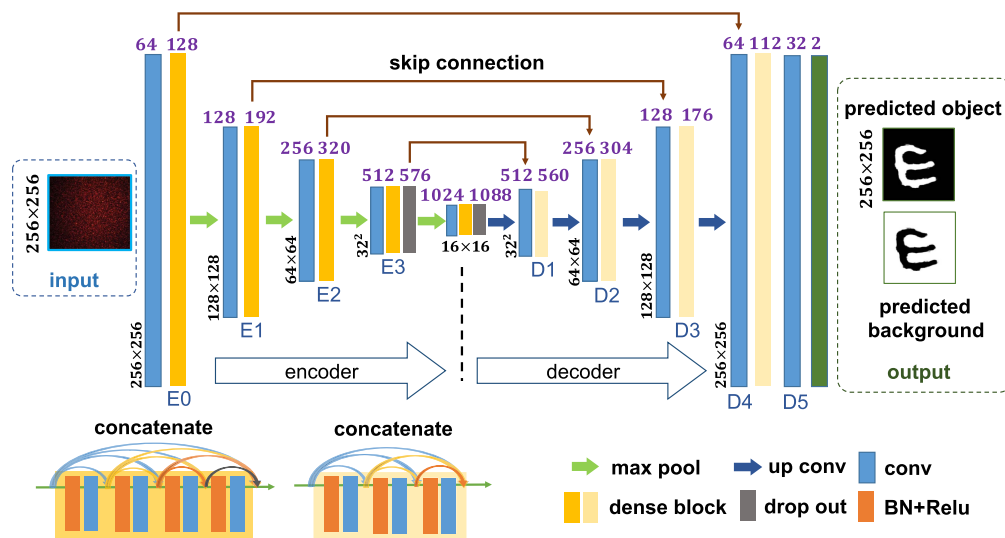 64 128
skip connection
64 112 32 2
128 192
128 176
256 320
256 304
512 576
512 560
1024 1088
predicted object
256×256
256×256
input
16×16
32²
32²
E3
D1
64×64
E2
64×64
D2
128×128
E1
128×128
D3
predicted
background
output
256×256
E0
encoder
decoder
256×256
D4
D5
concatenate
concatenate
max pool
up conv
conv
dense block
drop out
BN+Relu